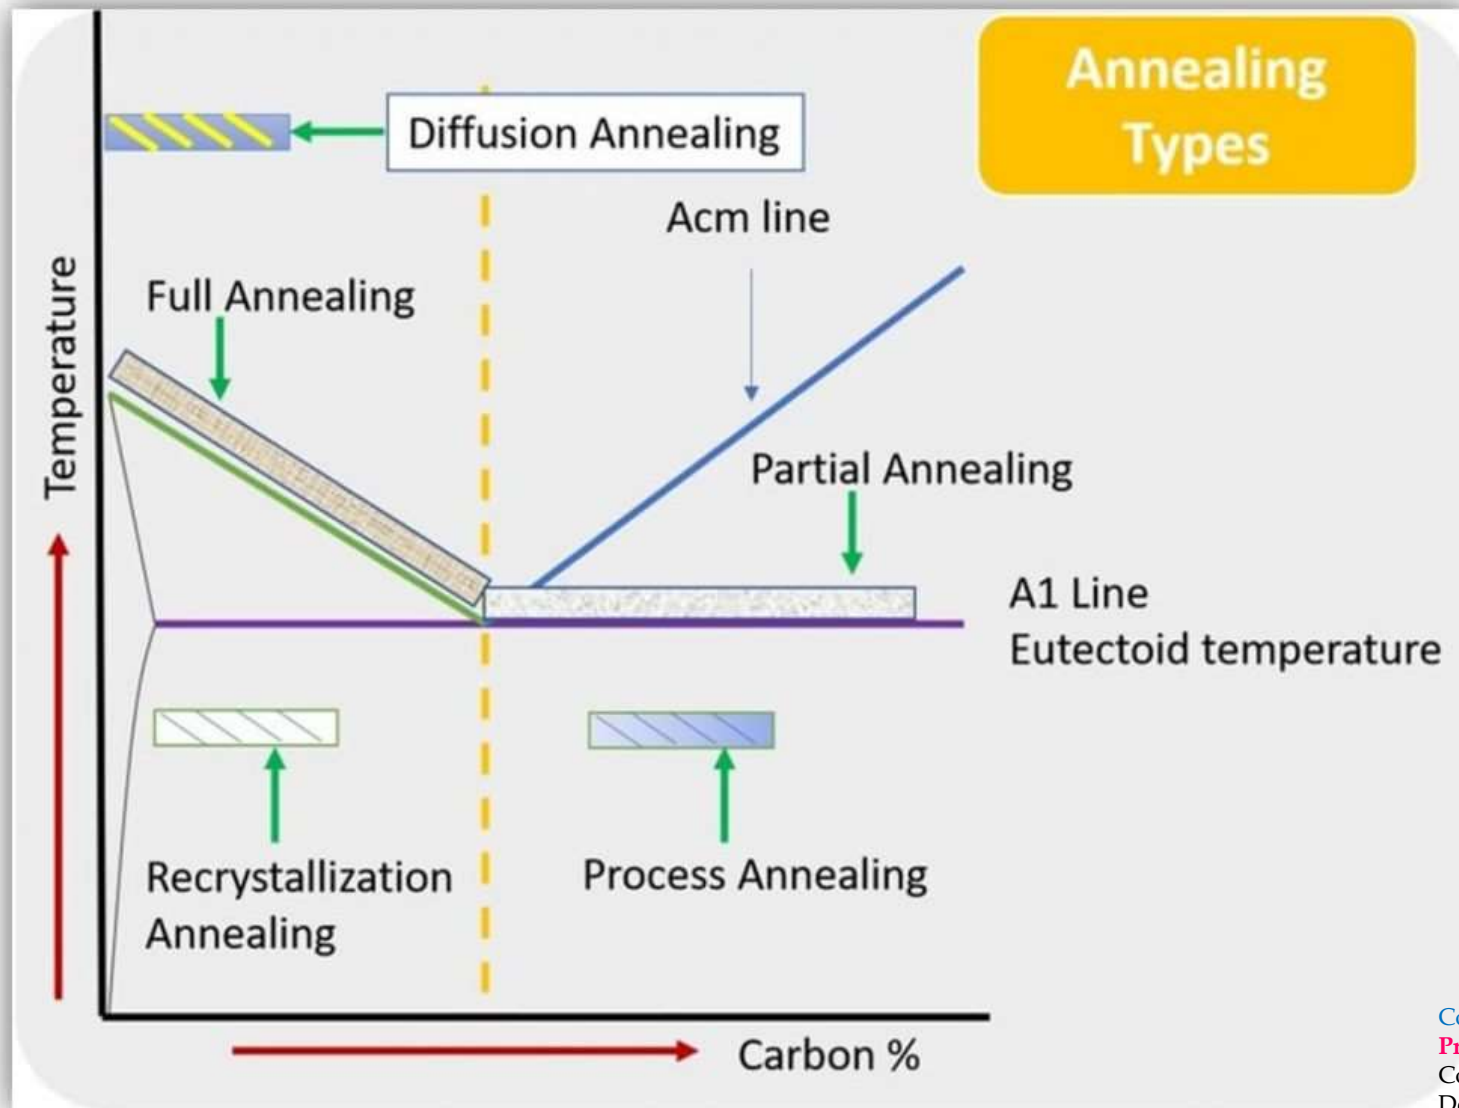 Annealing
Types
Diffusion Annealing
Acm line
Full Annealing
Temperature
Partial Annealing
A1 Line
Eutectoid temperature
Recrystallization
Annealing
Process Annealing
Carbon %